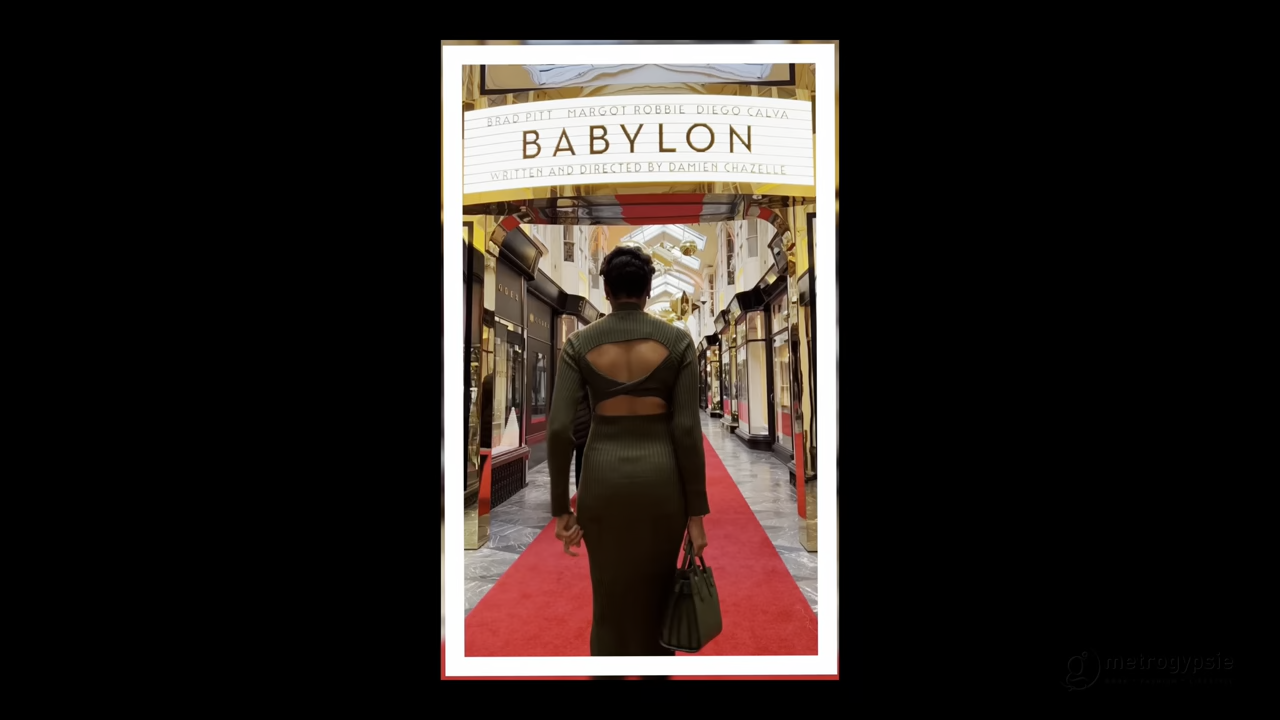 BRAD PITT MARGOT ROBBIE DIEGO CALVA
BABYLON
WRITTEN AND DIRECTED BY DAMIEN CHAZELLE
metrogypsie